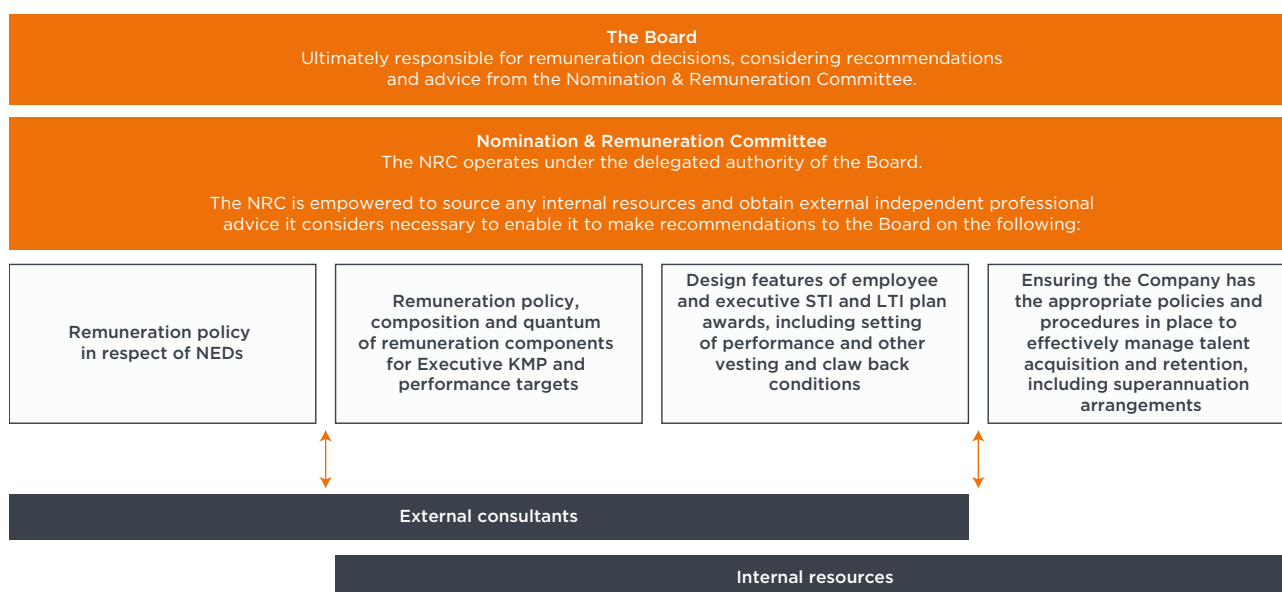 The Board
Ultimately responsible for remuneration decisions, considering recommendations
and advice from the Nomination & Remuneration Committee.
Nomination & Remuneration Committee
The NRC operates under the delegated authority of the Board.
The NRC is empowered to source any internal resources and obtain external independent professional
advice it considers necessary to enable it to make recommendations to the Board on the following:
Remuneration policy
in respect of NEDs
Remuneration policy,
composition and quantum
of remuneration components
for Executive KMP and
performance targets
Design features of employee
and executive STI and LTI plan
awards, including setting
of performance and other
vesting and claw back
conditions
Ensuring the Company has
the appropriate policies and
procedures in place to
effectively manage talent
acquisition and retention,
including superannuation
arrangements
External consultants
Internal resources